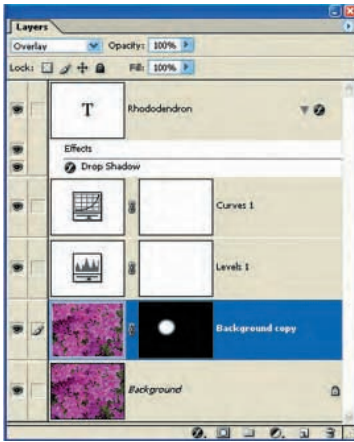 Layers
Overlay Opacity: 100%
Lock: Fill: 100%
T Rhododendron
Effects
Drop Shadow
Curves 1
Levels 1
Background copy
Background